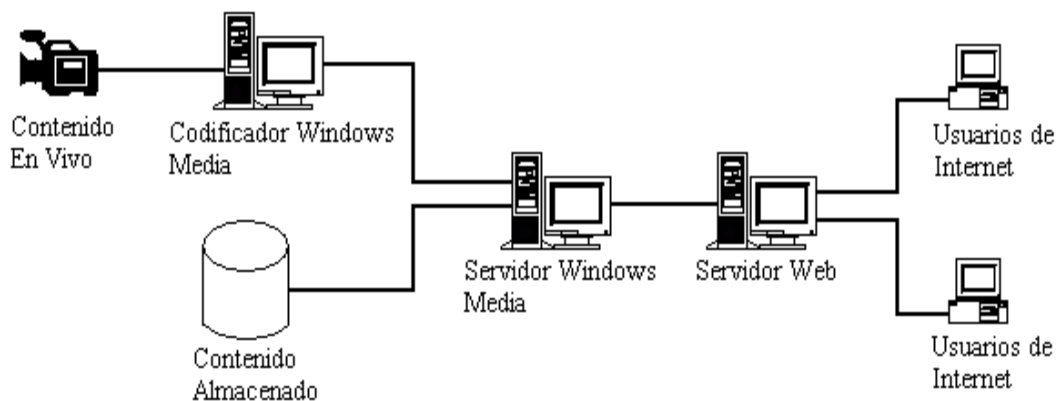 Contenido
En Vivo
Codificador Windows
Media
Contenido
Almacenado
Servidor Windows
Media
Servidor Web
Usuarios de
Internet
Usuarios de
Internet